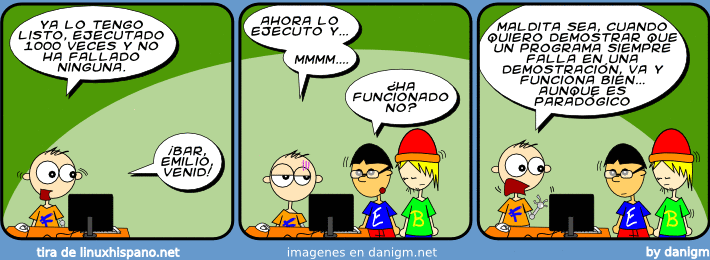 YA LO TENGO
LISTO, EJECUTADO
1000 VECES Y NO
HA FALLADO
NINGUNA.
¡BAR,
EMILIO,
VENID!
AHORA LO
EJECUTO Y...
MMMM....
¿HA
FUNCIONADO
NO?
E
MALDITA SEA, CUANDO
QUIERO DEMOSTRAR QUE
UN PROGRAMA SIEMPRE
FALLA EN UNA
DEMOSTRACIÓN, VA Y
FUNCIONA BIEN...
AUNQUE ES
PARADÓGICO
E
B
tira de linuxhispano.net
imagenes en danigm.net
by danigm